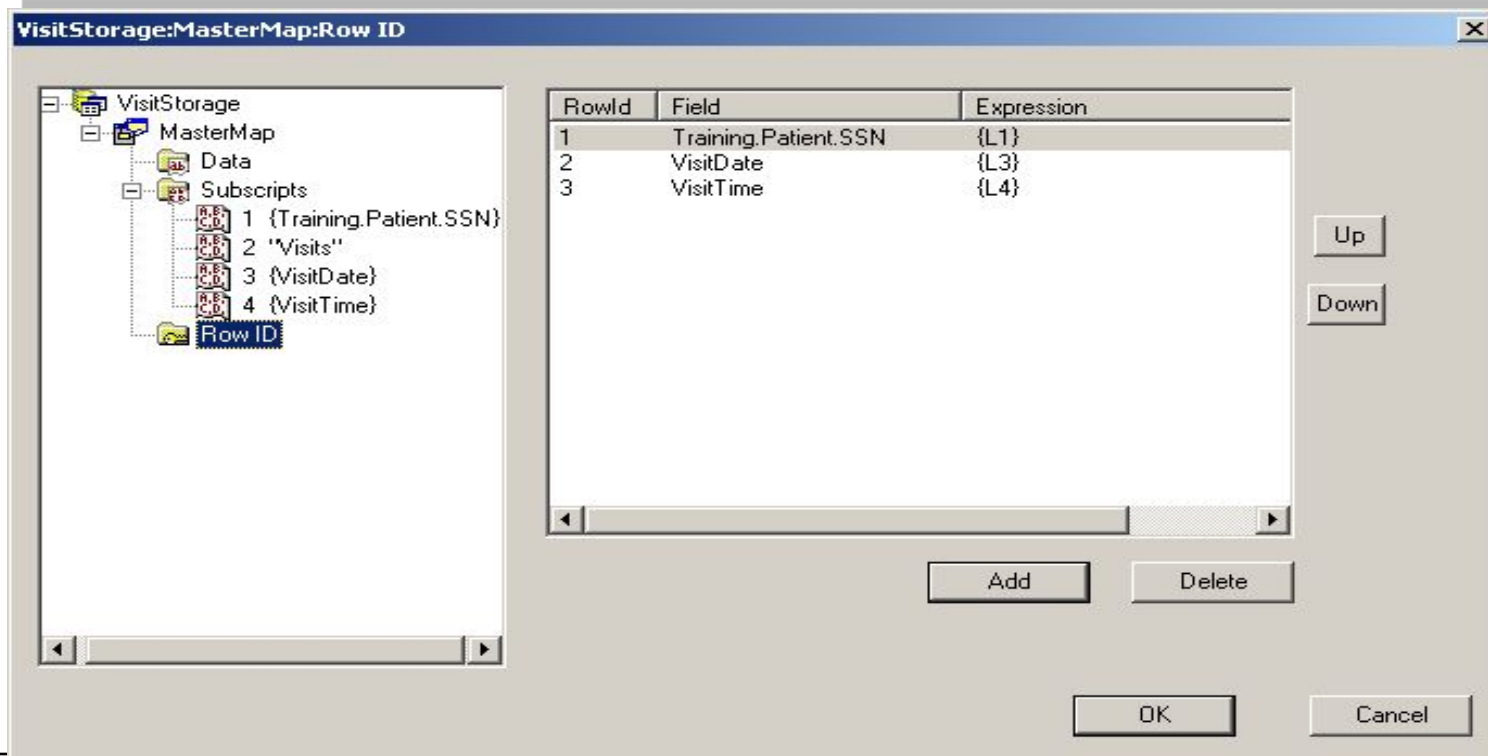 VisitStorage:MasterMap:Row ID
VisitStorage
MasterMap
Data
Subscripts
1 {Training.Patient.SSN}
2 "Visits"
3 {VisitDate}
4 {VisitTime}
Row ID
RowId Field Expression
1 Training.Patient.SSN {L1}
2 VisitDate {L3}
3 VisitTime {L4}
Up
Down
Add Delete
OK Cancel